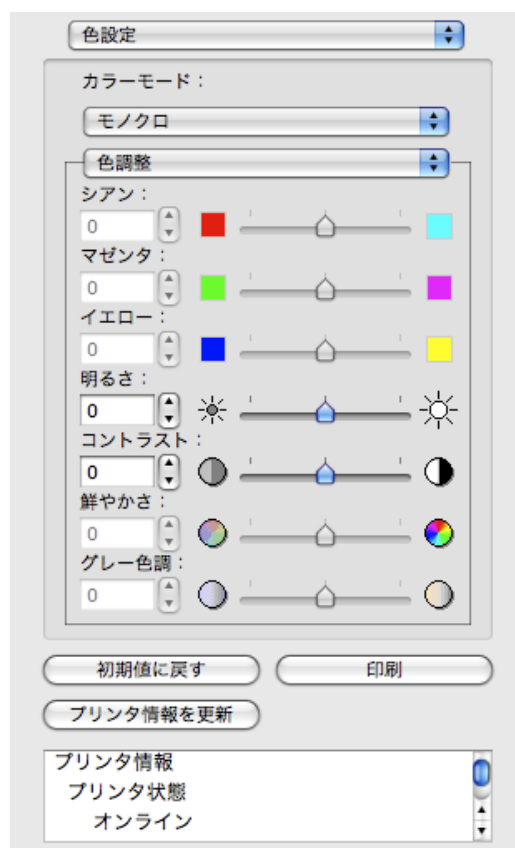 色設定
カラーモード：
モノクロ
色調整
シアン：
0
マゼンタ：
0
イエロー：
0
明るさ：
0
コントラスト：
0
鮮やかさ：
0
グレー色調：
0
初期値に戻す
印刷
プリンタ情報を更新
プリンタ情報
プリンタ状態
オンライン